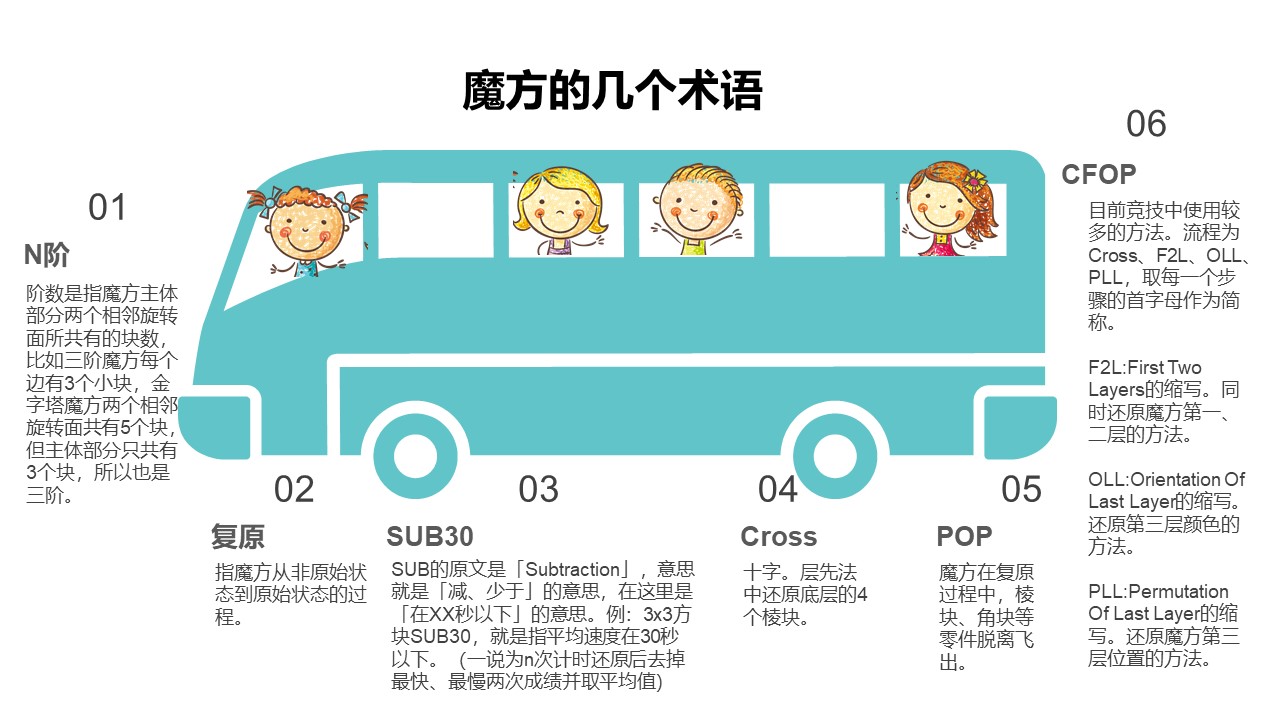 魔方的几个术语
01
N阶
阶数是指魔方主体
部分两个相邻旋转
面所共有的块数，
比如三阶魔方每个
边有3个小块，金
字塔魔方两个相邻
旋转面共有5个块，
但主体部分只共有
3个块，所以也是
三阶。
02
复原
指魔方从非原始状
态到原始状态的过
程。
03
SUB30
SUB的原文是「Subtraction」，意思
就是「减、少于」的意思，在这里是
「在XX秒以下」的意思。例：3x3方
块SUB30，就是指平均速度在30秒
以下。（一说为n次计时还原后去掉
最快、最慢两次成绩并取平均值)
04
Cross
十字。层先法
中还原底层的4
个棱块。
05
POP
魔方在复原
过程中，棱
块、角块等
零件脱离飞
出。
06
CFOP
目前竞技中使用较
多的方法。流程为
Cross、F2L、OLL、
PLL，取每一个步
骤的首字母作为简
称。
F2L:First Two
Layers的缩写。同
时还原魔方第一、
二层的方法。
OLL:Orientation Of
Last Layer的缩写。
还原第三层颜色的
方法。
PLL:Permutation
Of Last Layer的缩
写。还原魔方第三
层位置的方法。